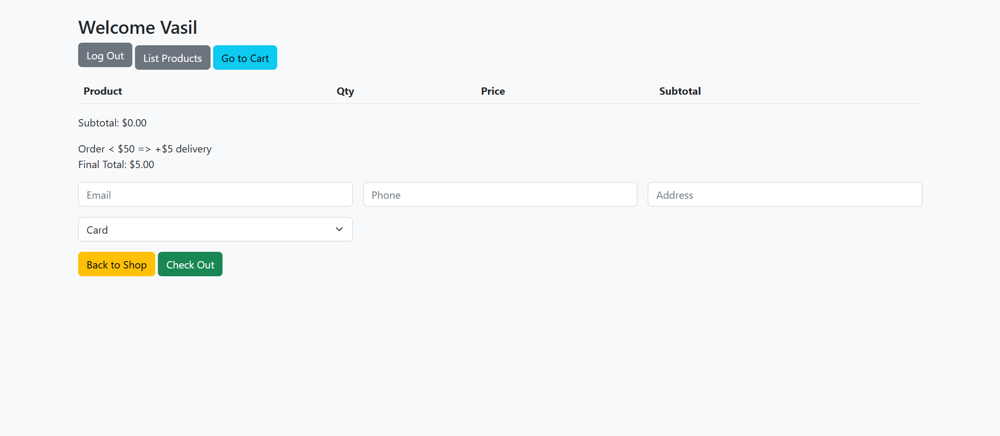 Welcome Vasil
Log Out List Products Go to Cart
Product Qty Price Subtotal
Subtotal: $0.00
Order < $50 => +$5 delivery
Final Total: $5.00
Email Phone Address
Card
Back to Shop Check Out